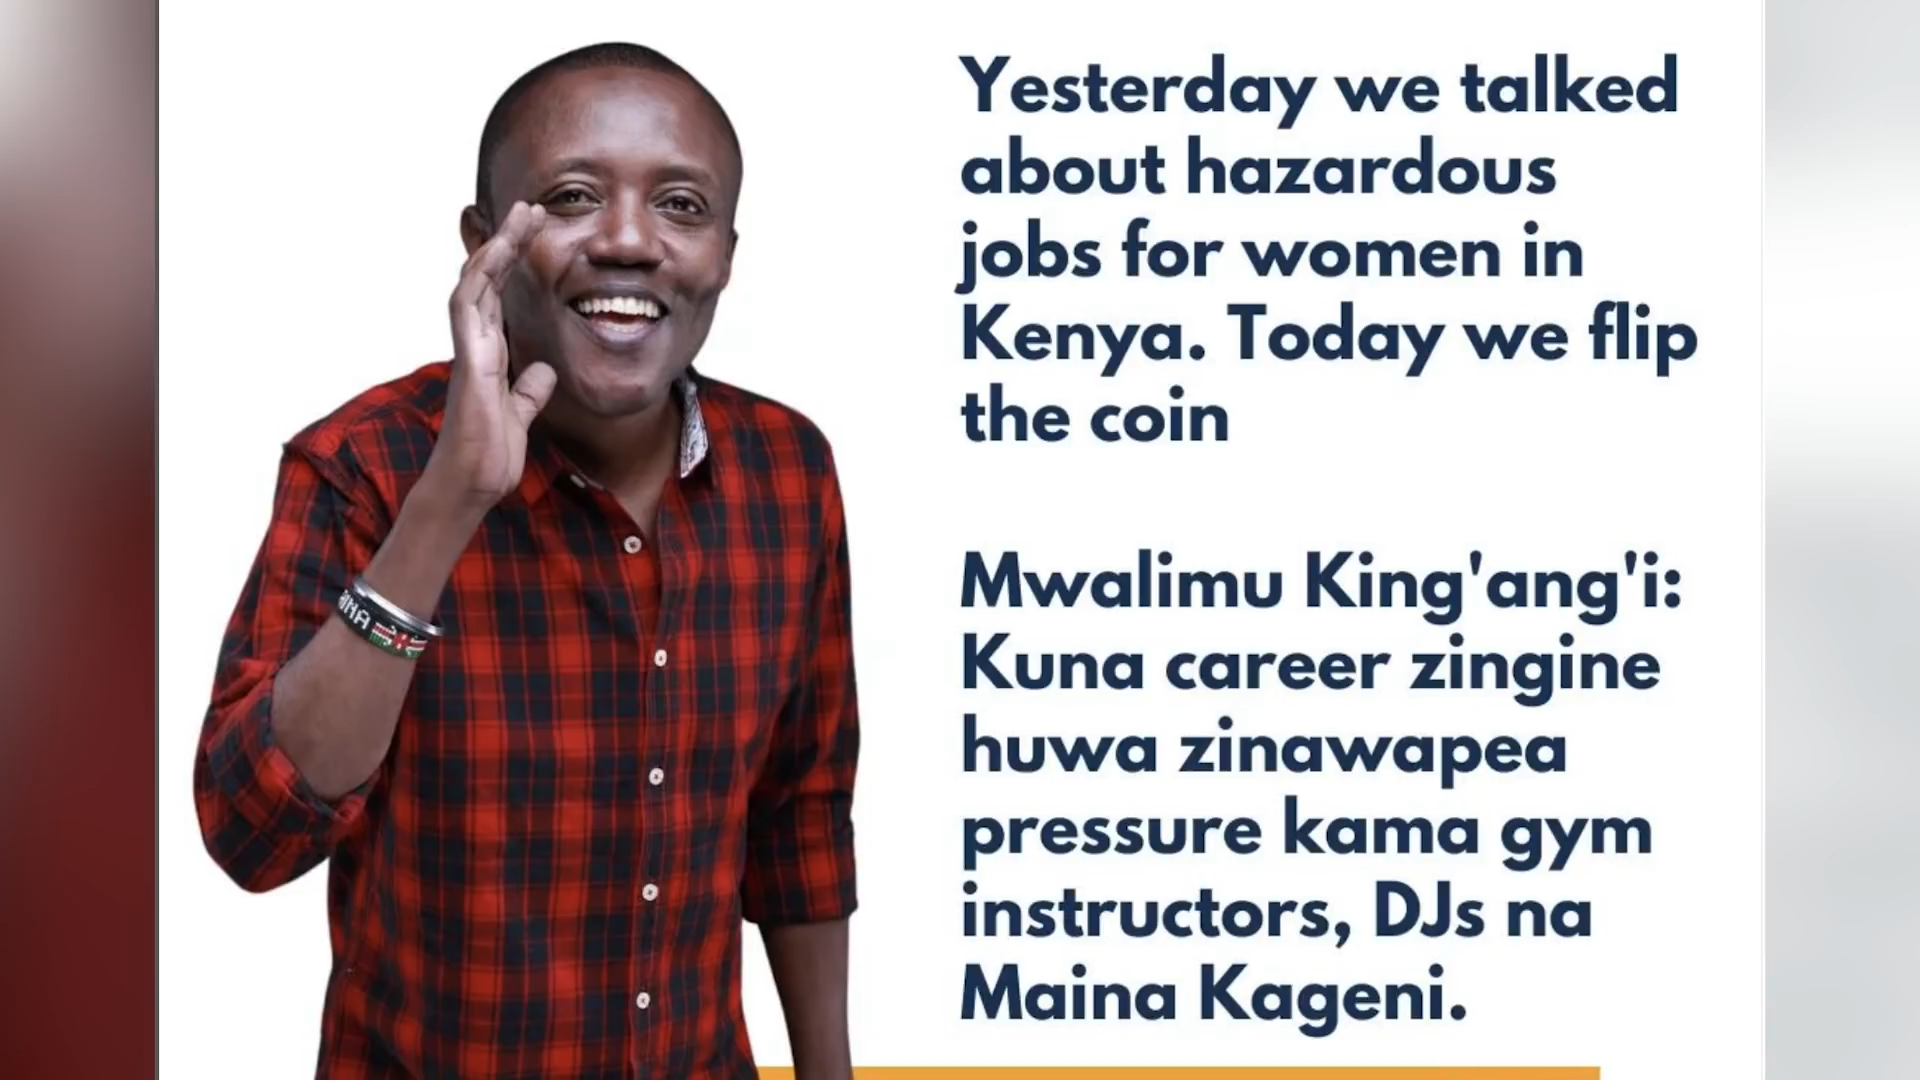 Yesterday we talked
about hazardous
jobs for women in
Kenya. Today we flip
the coin
Mwalimu King'ang'i:
Kuna career zingine
huwa zinawapea
pressure kama gym
instructors, DJs na
Maina Kageni.